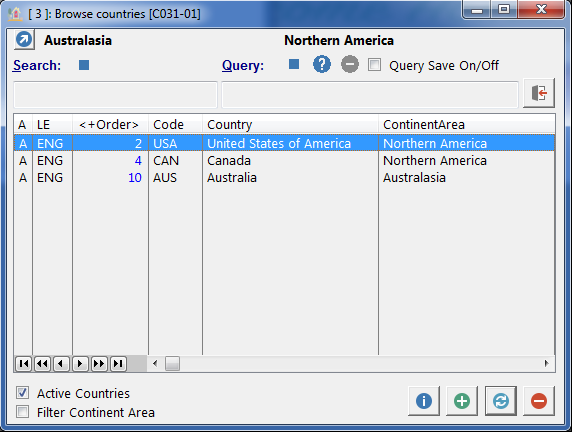 [ 3 ]: Browse countries [C031-01]
Australasia Northern America
Search: Query: ? Query Save On/Off
A LE <+Order> Code Country ContinentArea
A ENG 2 USA United States of America Northern America
A ENG 4 CAN Canada Northern America
A ENG 10 AUS Australia Australasia
Active Countries
Filter Continent Area